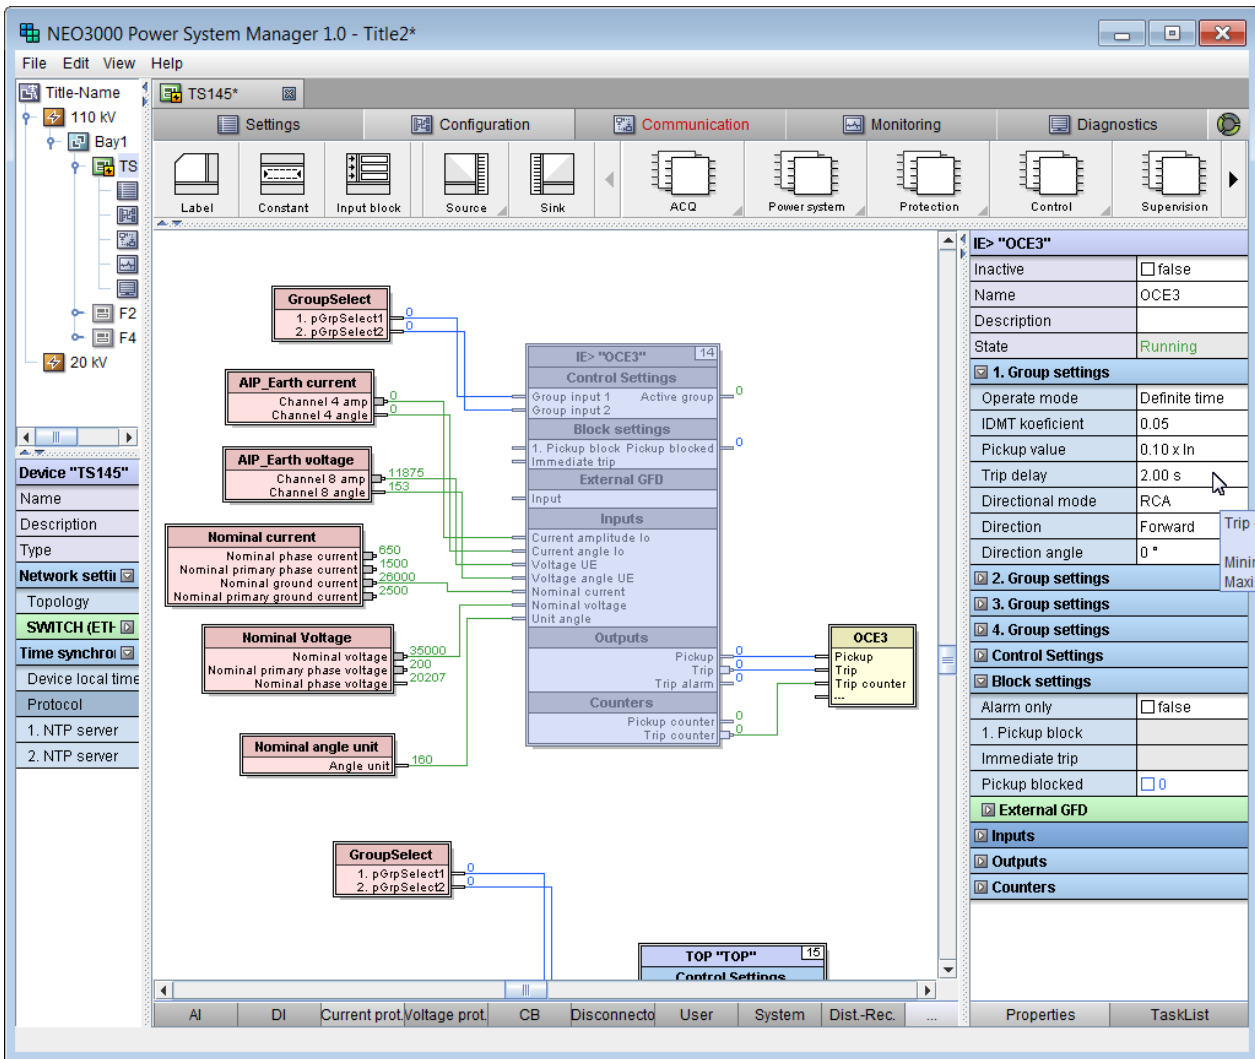 NEO3000 Power System Manager 1.0 - Title2*
File Edit View Help
Title-Name
110 kV
Bay1
TS
F2
F4
20 kV
TS145*
Settings Configuration Communication Monitoring Diagnostics
Label Constant Input block Source Sink ACQ Power system Protection Control Supervision
Device "TS145"
Name
Description
Type
Network settii
Topology
SWITCH (ETH
Time synchroi
Device local time
Protocol
1. NTP server
2. NTP server
GroupSelect
1. pGrpSelect1 0
2. pGrpSelect2 0
AIP_Earth current
Channel 4 amp 0
Channel 4 angle 0
AIP_Earth voltage
Channel 8 amp 11875
Channel 8 angle 153
Nominal current
Nominal phase current 650
Nominal primary phase current 1500
Nominal ground current 26000
Nominal primary ground current 2500
Nominal Voltage
Nominal voltage 35000
Nominal primary phase voltage 200
Nominal phase voltage 20207
Nominal angle unit
Angle unit 160
IE> "OCE3" 14
Control Settings
Group input 1 Active group 0
Group input 2
Block settings
1. Pickup block Pickup blocked 0
Immediate trip
External GFD
Input
Inputs
Current amplitude Io
Current angle Io
Voltage UE
Voltage angle UE
Nominal current
Nominal voltage
Unit angle
Outputs
Pickup 0
Trip 0
Trip alarm 0
Counters
Pickup counter 0
Trip counter 0
OCE3
Pickup
Trip
Trip counter
---
GroupSelect
1. pGrpSelect1 0
2. pGrpSelect2 0
TOP "TOP" 15
Control Settings
AI DI Current prot. Voltage prot. CB Disconnecto User System Dist.-Rec. ...
IE> "OCE3"
Inactive false
Name OCE3
Description
State Running
1. Group settings
Operate mode Definite time
IDMT koeficient 0.05
Pickup value 0.10 x In
Trip delay 2.00 s
Directional mode RCA
Direction Forward
Direction angle 0 °
Trip
Minir
Maxi
2. Group settings
3. Group settings
4. Group settings
Control Settings
Block settings
Alarm only false
1. Pickup block
Immediate trip
Pickup blocked 0
External GFD
Inputs
Outputs
Counters
Properties TaskList